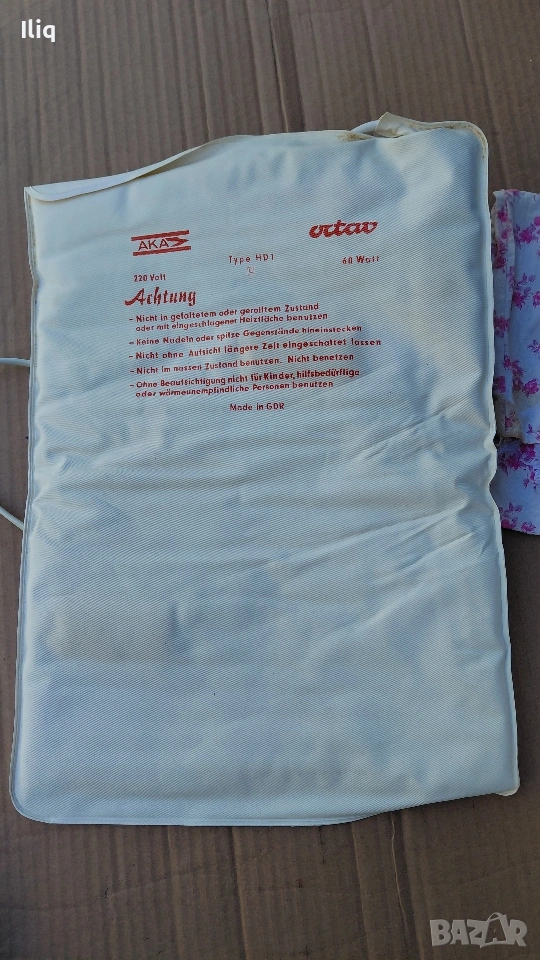 Iliq
AKA
Type HD1
octav
220 Volt
60 Watt
Achtung
– Nicht in gefaltetem oder gerolltem Zustand
oder mit eingeschlagener Heizfläche benutzen
– Keine Nadeln oder spitze Gegenstände hineinstecken
– Nicht ohne Aufsicht längere Zeit eingeschaltet lassen
– Nicht im nassen Zustand benutzen. Nicht benetzen
– Ohne Beaufsichtigung nicht für Kinder, hilfsbedürftige
oder wärmeunempfindliche Personen benutzen
Made in GDR
BAZAR